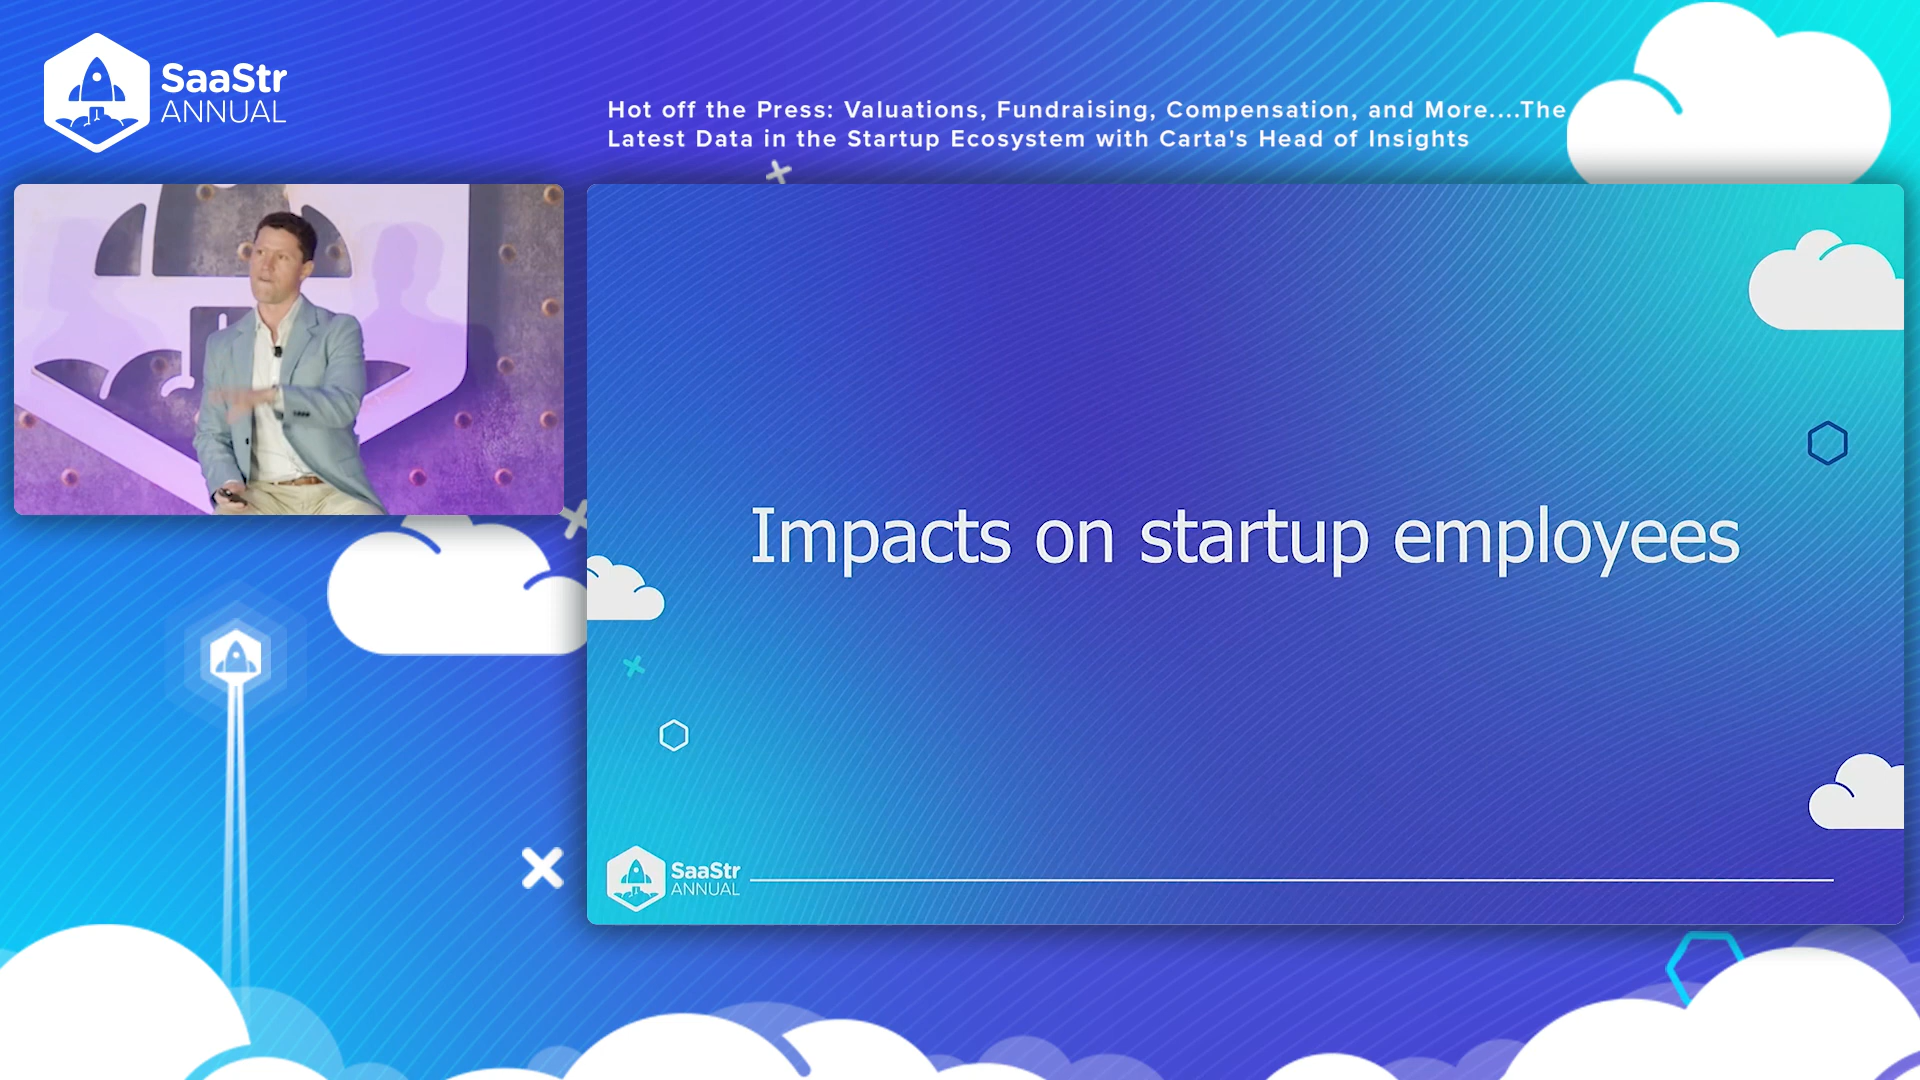 SaaStr
ANNUAL
Hot off the Press: Valuations, Fundraising, Compensation, and More....The
Latest Data in the Startup Ecosystem with Carta's Head of Insights
Impacts on startup employees
SaaStr
ANNUAL